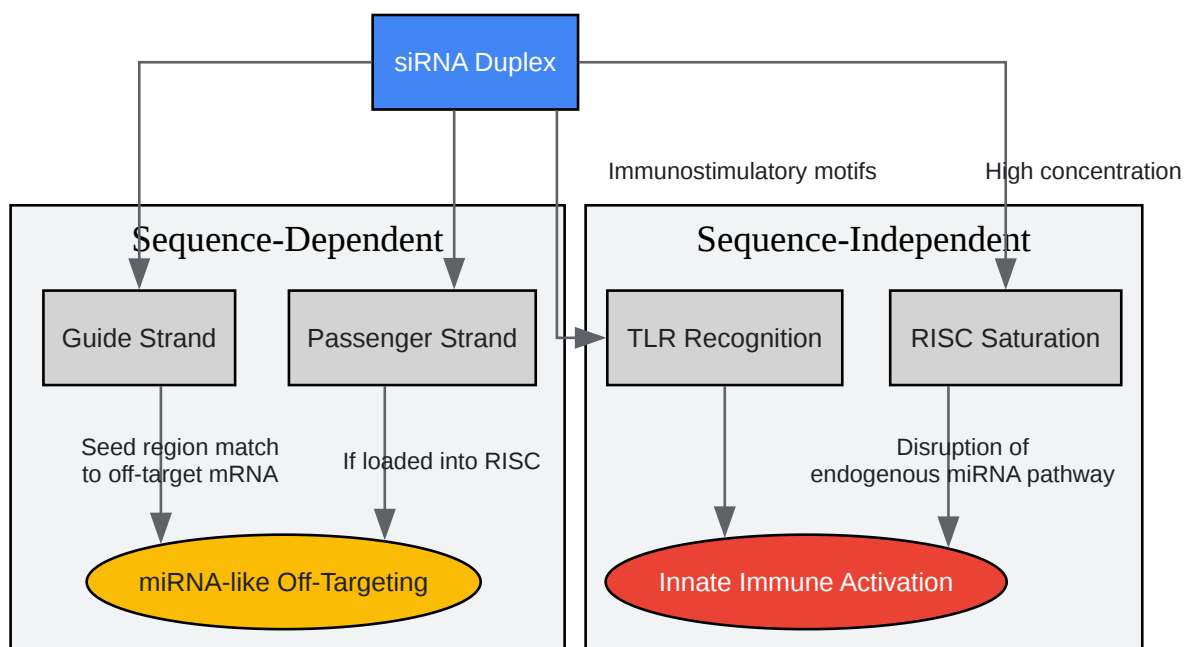 siRNA Duplex
Immunostimulatory motifs
High concentration
Sequence-Dependent
Sequence-Independent
Guide Strand
Passenger Strand
TLR Recognition
RISC Saturation
Seed region match
to off-target mRNA
If loaded into RISC
Disruption of
endogenous miRNA pathway
miRNA-like Off-Targeting
Innate Immune Activation